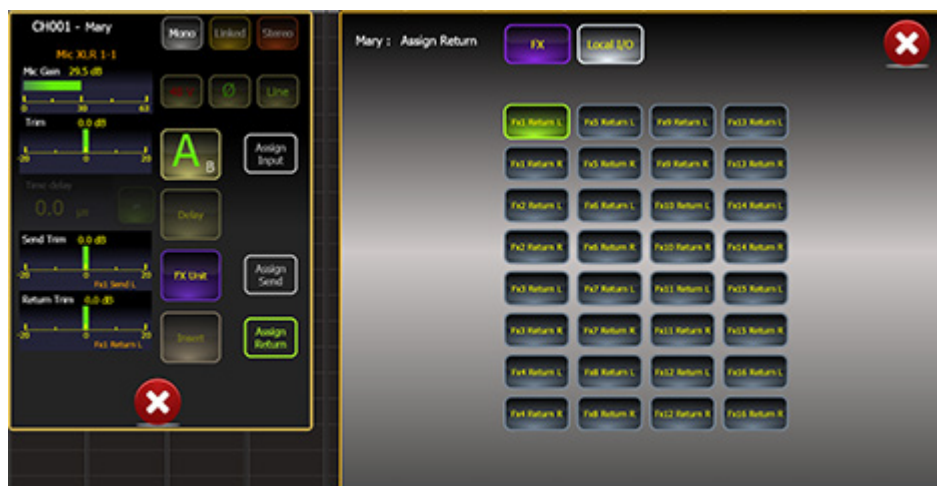 CH001 - Mary
Mono
Linked
Stereo
Mic XLR 1-1
Mic Gain 29.5 dB
0 30 63
Ø
Line
Trim 0.0 dB
-20 0 20
A
B
Assign
Input
Time delay
0.0
Delay
Send Trim 0.0 dB
-20 0 20
Fx1 Send L
FX Unit
Assign
Send
Return Trim 0.0 dB
-20 0 20
Fx1 Return L
Insert
Assign
Return
Mary : Assign Return
FX
Local I/O
Fx1 Return L
Fx5 Return L
Fx9 Return L
Fx13 Return L
Fx1 Return R
Fx5 Return R
Fx9 Return R
Fx13 Return R
Fx2 Return L
Fx6 Return L
Fx10 Return L
Fx14 Return L
Fx2 Return R
Fx6 Return R
Fx10 Return R
Fx14 Return R
Fx3 Return L
Fx7 Return L
Fx11 Return L
Fx15 Return L
Fx3 Return R
Fx7 Return R
Fx11 Return R
Fx15 Return R
Fx4 Return L
Fx8 Return L
Fx12 Return L
Fx16 Return L
Fx4 Return R
Fx8 Return R
Fx12 Return R
Fx16 Return R